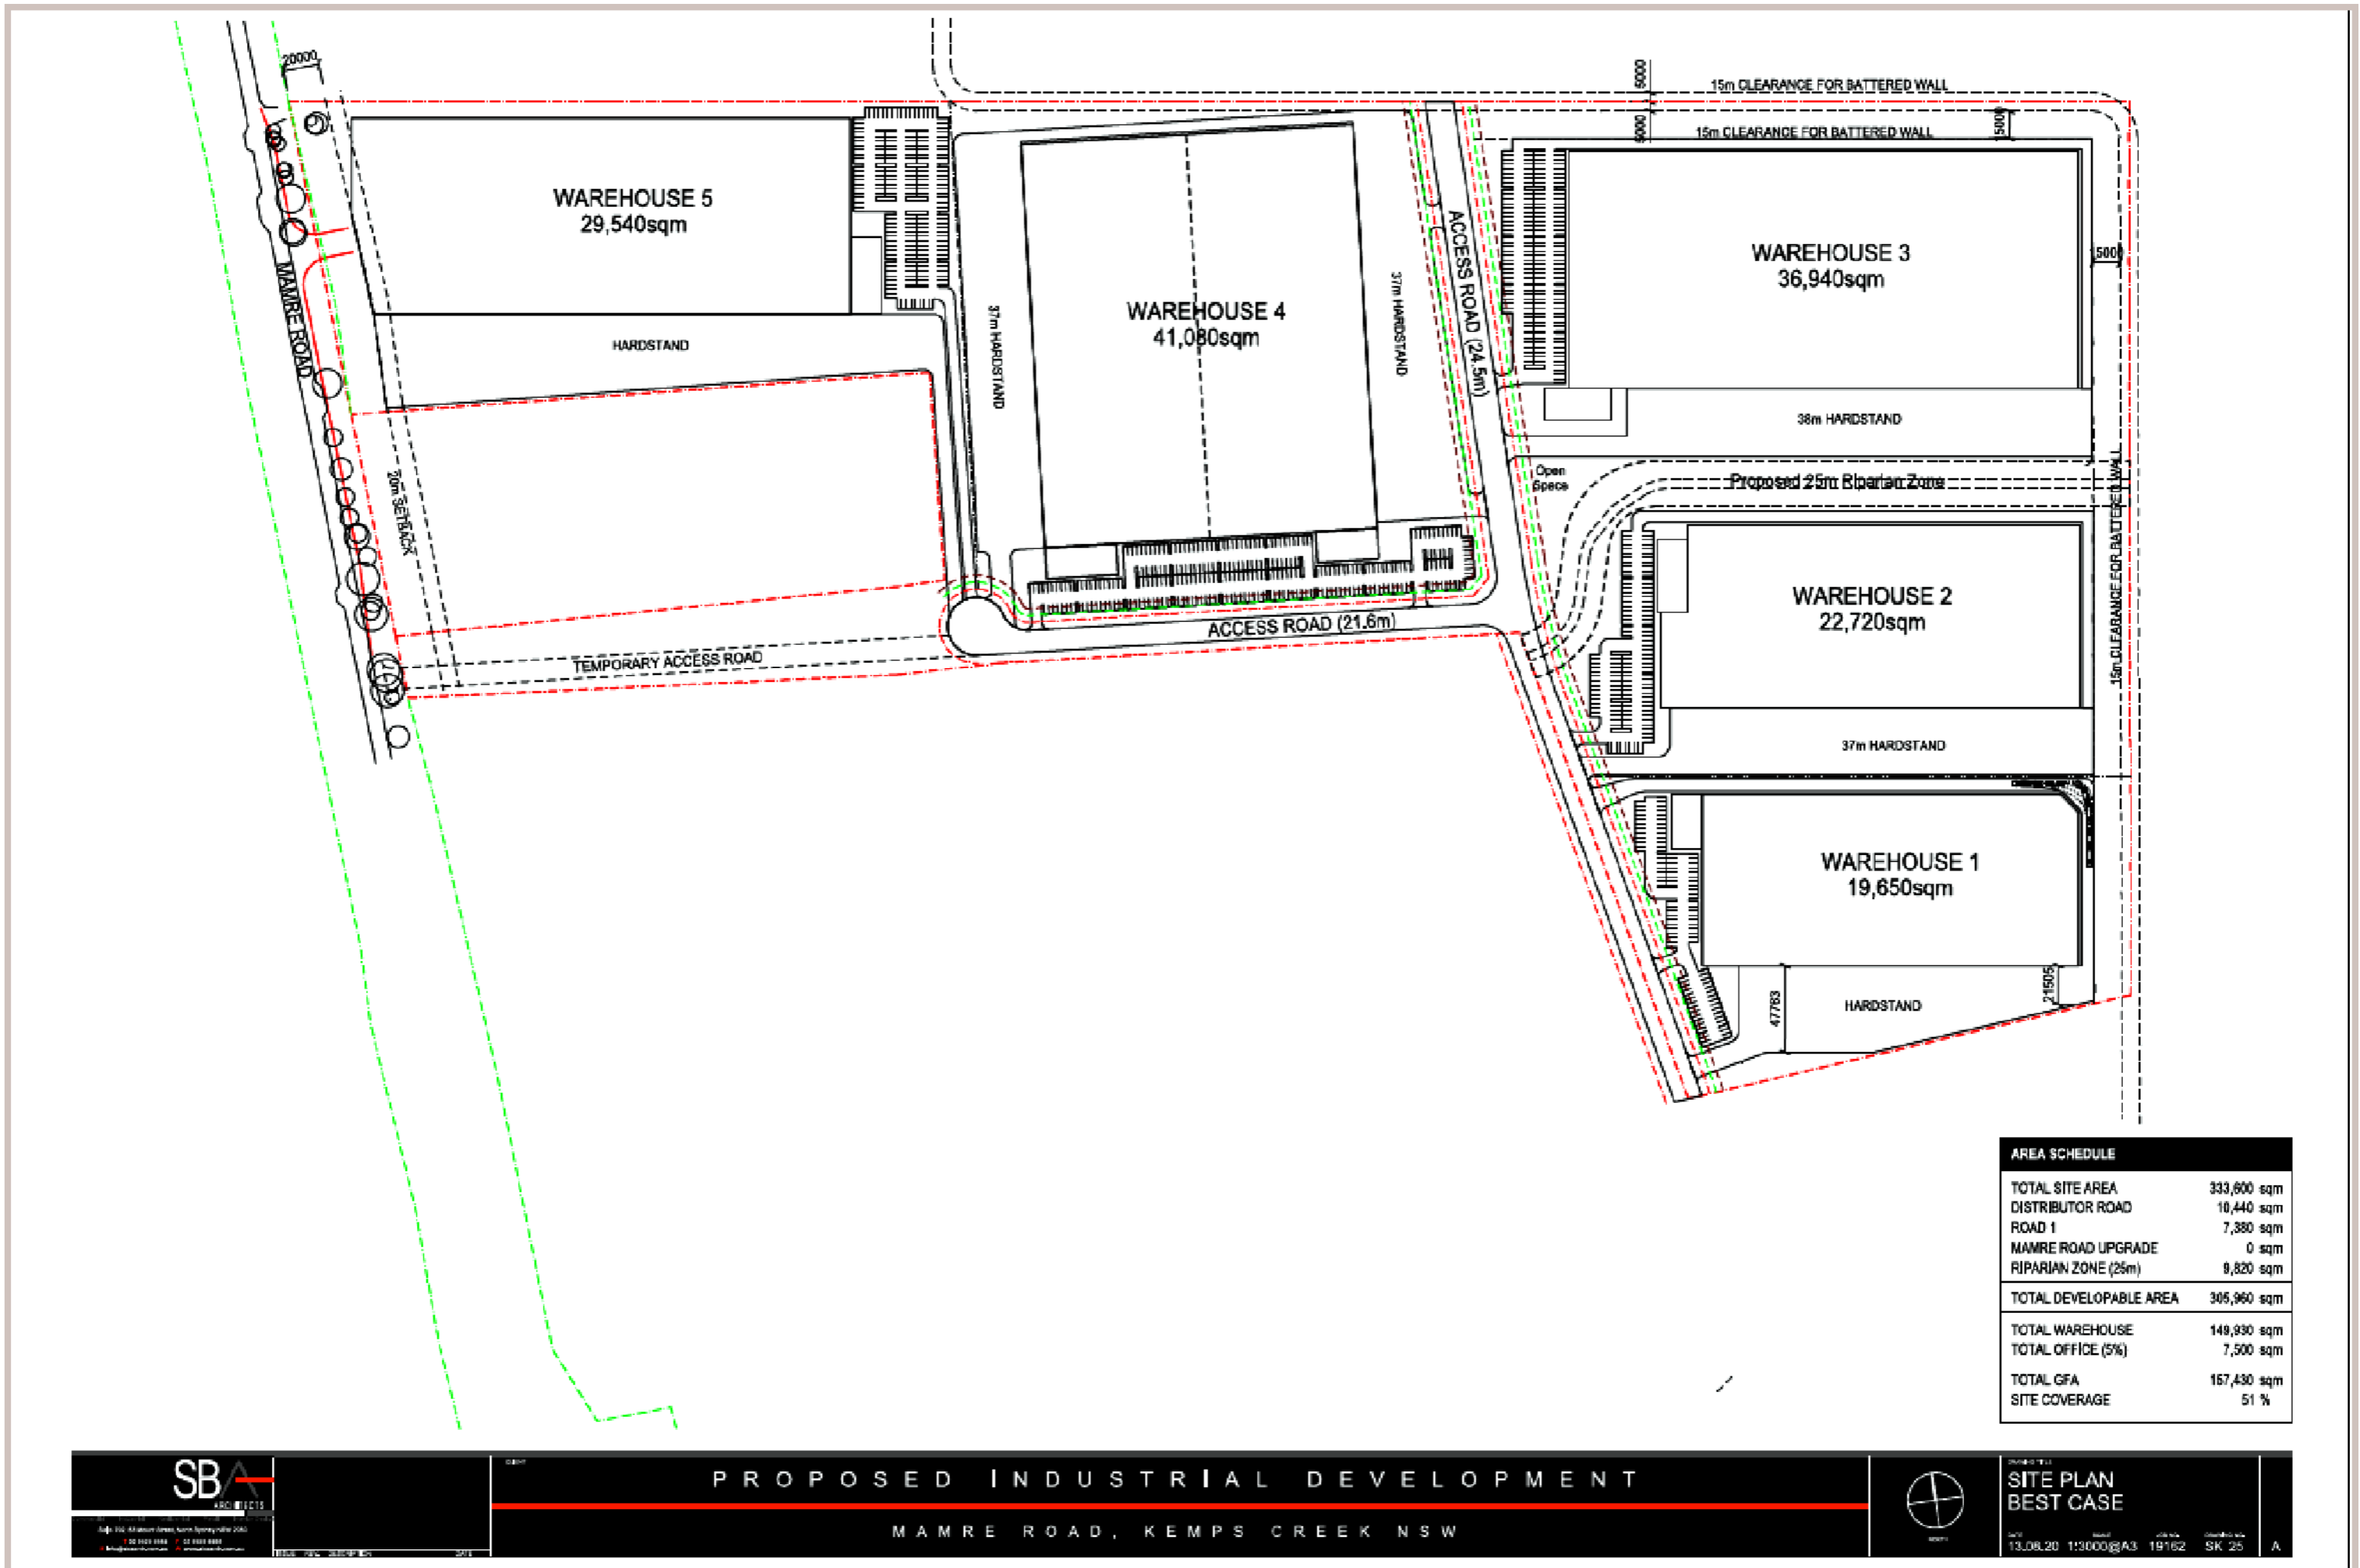 20000
5000
15m CLEARANCE FOR BATTERED WALL
5000
15m CLEARANCE FOR BATTERED WALL
5000
WAREHOUSE 5
29,540sqm
HARDSTAND
MAMRE ROAD
20m SETBACK
37m HARDSTAND
WAREHOUSE 4
41,080sqm
37m HARDSTAND
ACCESS ROAD (24.5m)
WAREHOUSE 3
36,940sqm
5000
38m HARDSTAND
Open
Space
Proposed 25m Riparian Zone
15m CLEARANCE FOR BATTERED WALL
WAREHOUSE 2
22,720sqm
37m HARDSTAND
ACCESS ROAD (21.6m)
TEMPORARY ACCESS ROAD
WAREHOUSE 1
19,650sqm
47763
HARDSTAND
21505
AREA SCHEDULE
TOTAL SITE AREA 333,600 sqm
DISTRIBUTOR ROAD 10,440 sqm
ROAD 1 7,380 sqm
MAMRE ROAD UPGRADE 0 sqm
RIPARIAN ZONE (25m) 9,820 sqm
TOTAL DEVELOPABLE AREA 305,960 sqm
TOTAL WAREHOUSE 149,930 sqm
TOTAL OFFICE (5%) 7,500 sqm
TOTAL GFA 157,430 sqm
SITE COVERAGE 51 %
SBA
ARCHITECTS
CLIENT
PROPOSED INDUSTRIAL DEVELOPMENT
MAMRE ROAD, KEMPS CREEK NSW
NORTH
SITE PLAN
BEST CASE
13.08.20 1:3000@A3 19162 SK 25 A